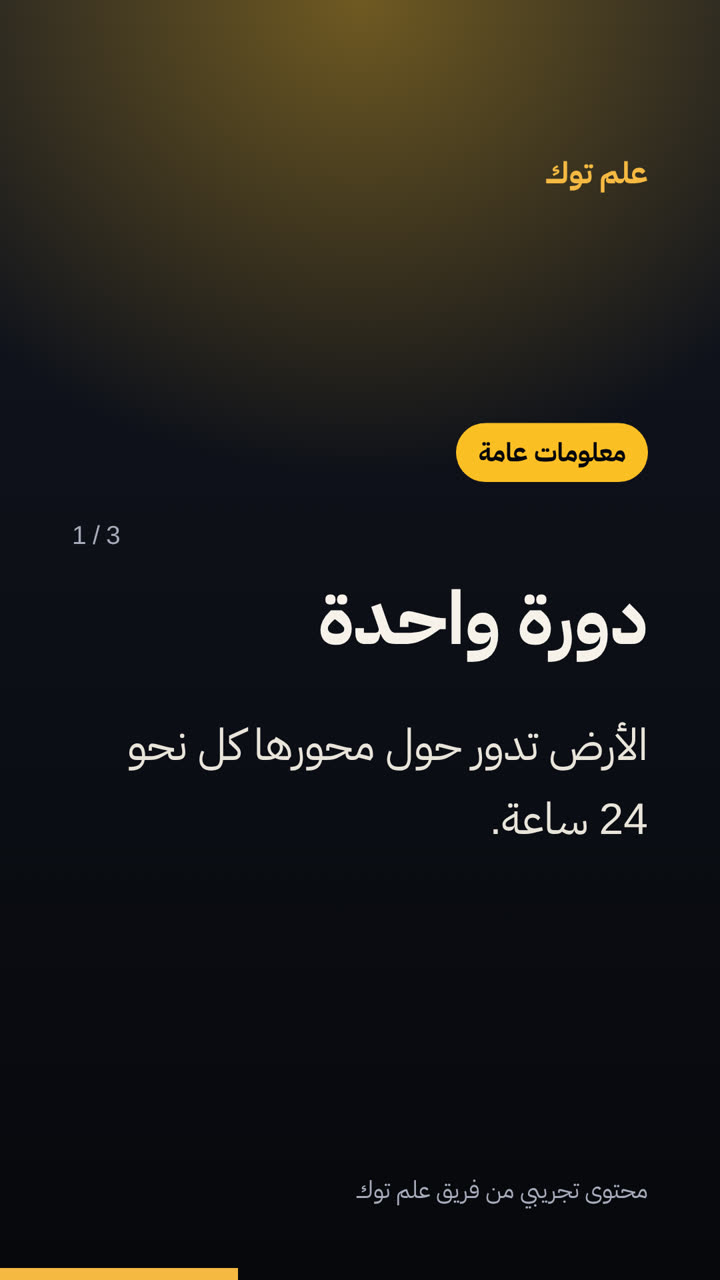 علم توك
معلومات عامة
1 / 3
دورة واحدة
الأرض تدور حول محورها كل نحو
24 ساعة.
محتوى تجريبي من فريق علم توك